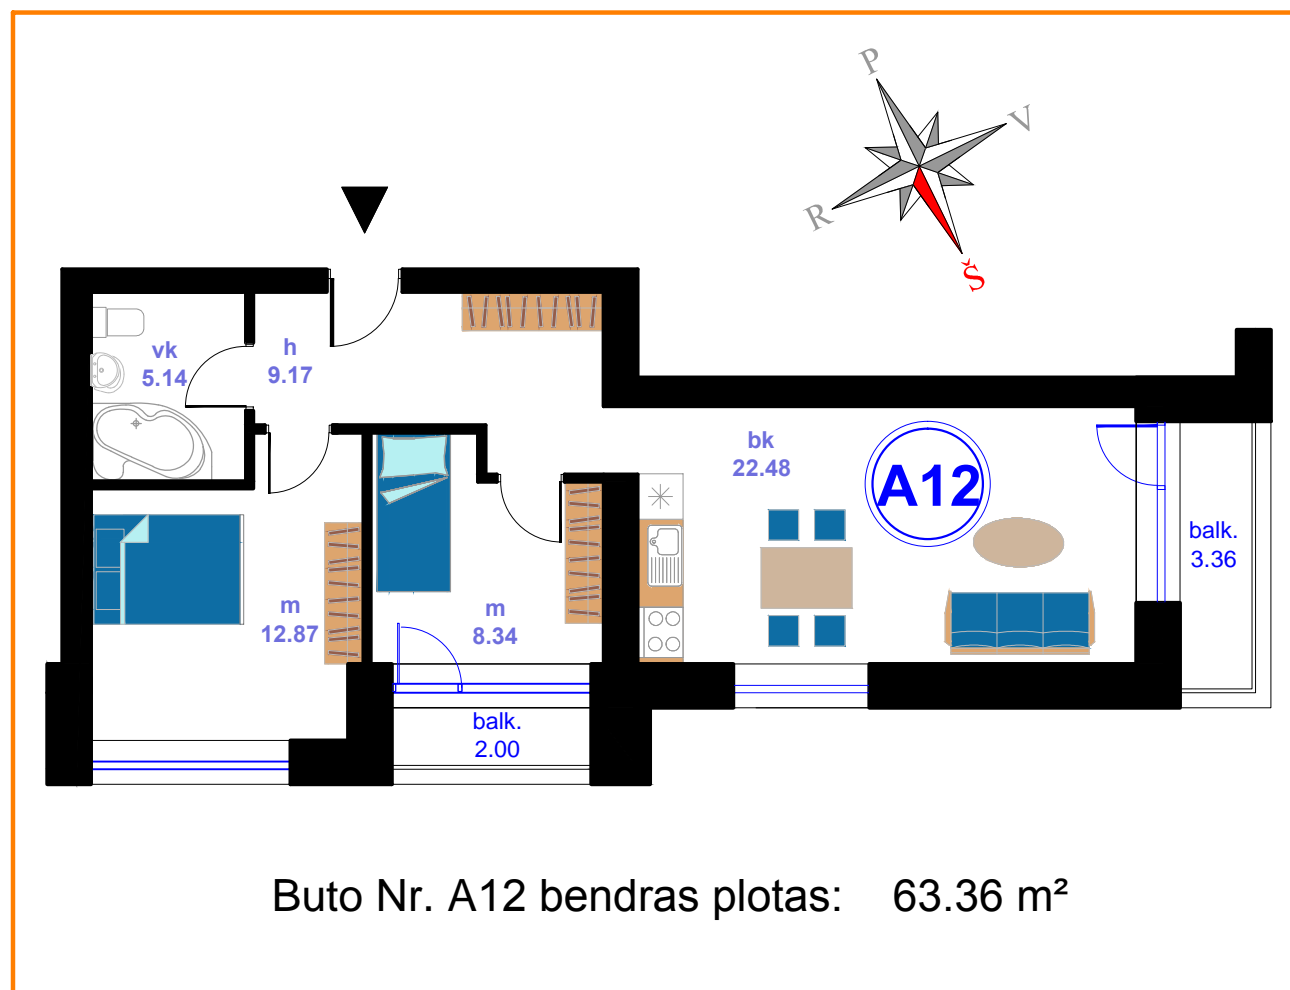 P
V
R
Š
vk
5.14
h
9.17
bk
22.48
A12
balk.
3.36
m
12.87
m
8.34
balk.
2.00
Buto Nr. A12 bendras plotas: 63.36 m²